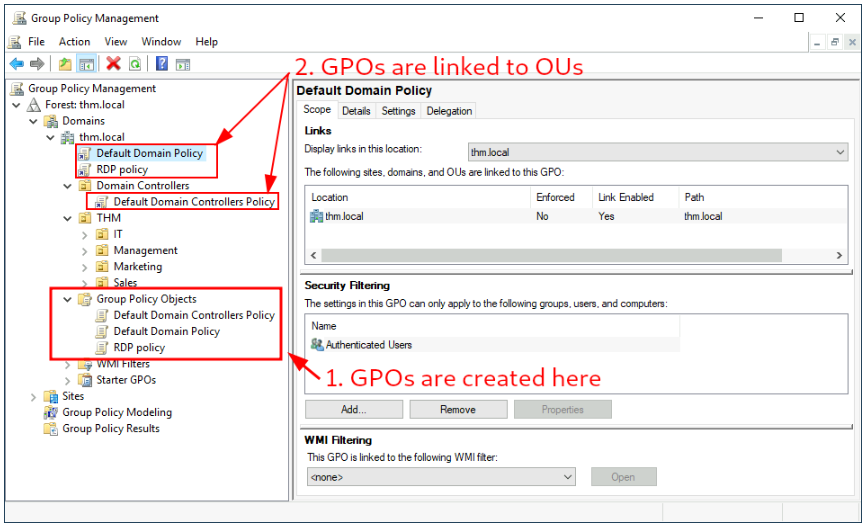 Group Policy Management
File Action View Window Help
2. GPOs are linked to OUs
Group Policy Management
Forest: thm.local
Domains
thm.local
Default Domain Policy
RDP policy
Domain Controllers
Default Domain Controllers Policy
THM
IT
Management
Marketing
Sales
Group Policy Objects
Default Domain Controllers Policy
Default Domain Policy
RDP policy
WMI Filters
Starter GPOs
Sites
Group Policy Modeling
Group Policy Results
1. GPOs are created here
Default Domain Policy
Scope Details Settings Delegation
Links
Display links in this location: thm.local
The following sites, domains, and OUs are linked to this GPO:
Location Enforced Link Enabled Path
thm.local No Yes thm.local
Security Filtering
The settings in this GPO can only apply to the following groups, users, and computers:
Name
Authenticated Users
Add... Remove Properties
WMI Filtering
This GPO is linked to the following WMI filter:
<none> Open